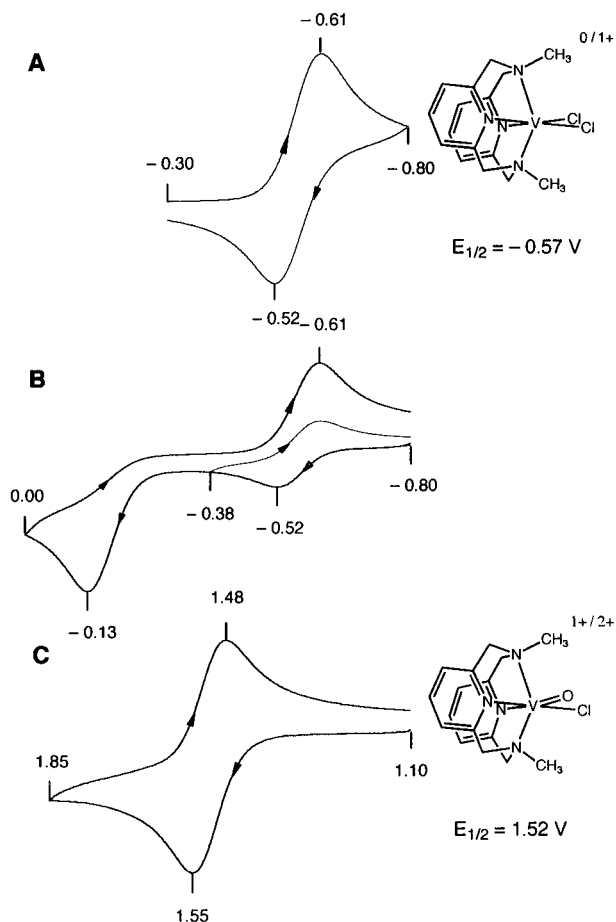 A
−0.61
−0.30
−0.80
−0.52
0/1+
N
CH3
N
N
V
Cl
Cl
N
CH3
E1/2 = − 0.57 V
B
−0.61
0.00
−0.38
−0.52
−0.80
−0.13
C
1.48
1.85
1.10
1.55
1+/2+
N
CH3
N
N
V
O
Cl
N
CH3
E1/2 = 1.52 V